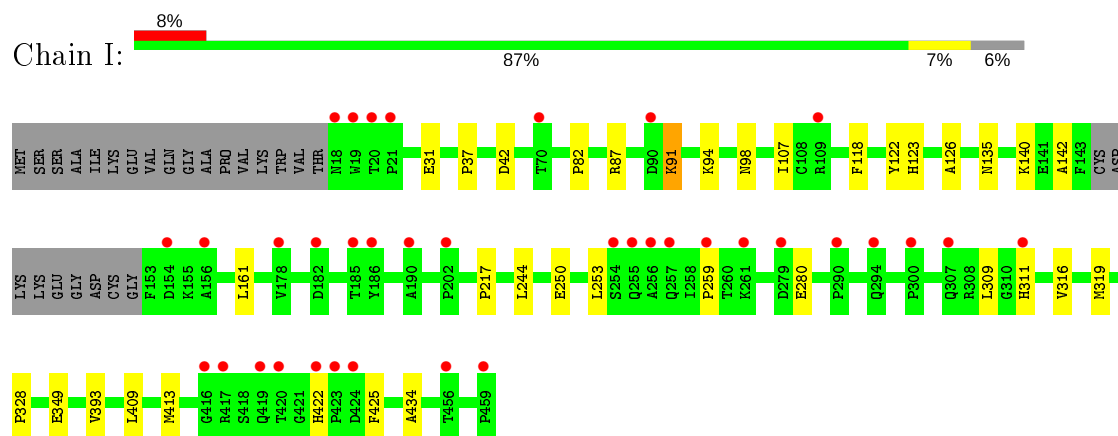 8%
Chain I:
87% 7% 6%
MET SER SER ALA ILE LYS GLU VAL GLN GLY ALA PRO VAL LYS TRP VAL THR N18 W19 T20 P21 E31 P37 D42 T70 P82 R87 D90 K91 K94 N98 I107 C108 R109 F118 Y122 H123 A126 N135 K140 E141 A142 F143 CYS ASP
LYS LYS GLU GLY ASP CYS GLY F153 D154 K155 A156 L161 V178 D182 T185 Y186 A190 P202 P217 L244 E250 L253 S254 Q255 A256 Q257 I258 P259 T260 K261 D279 E280 P290 Q294 P300 Q307 R308 L309 G310 H311 V316 M319
P328 E349 V393 L409 M413 G416 R417 S418 Q419 T420 G421 H422 P423 D424 F425 A434 T456 P459